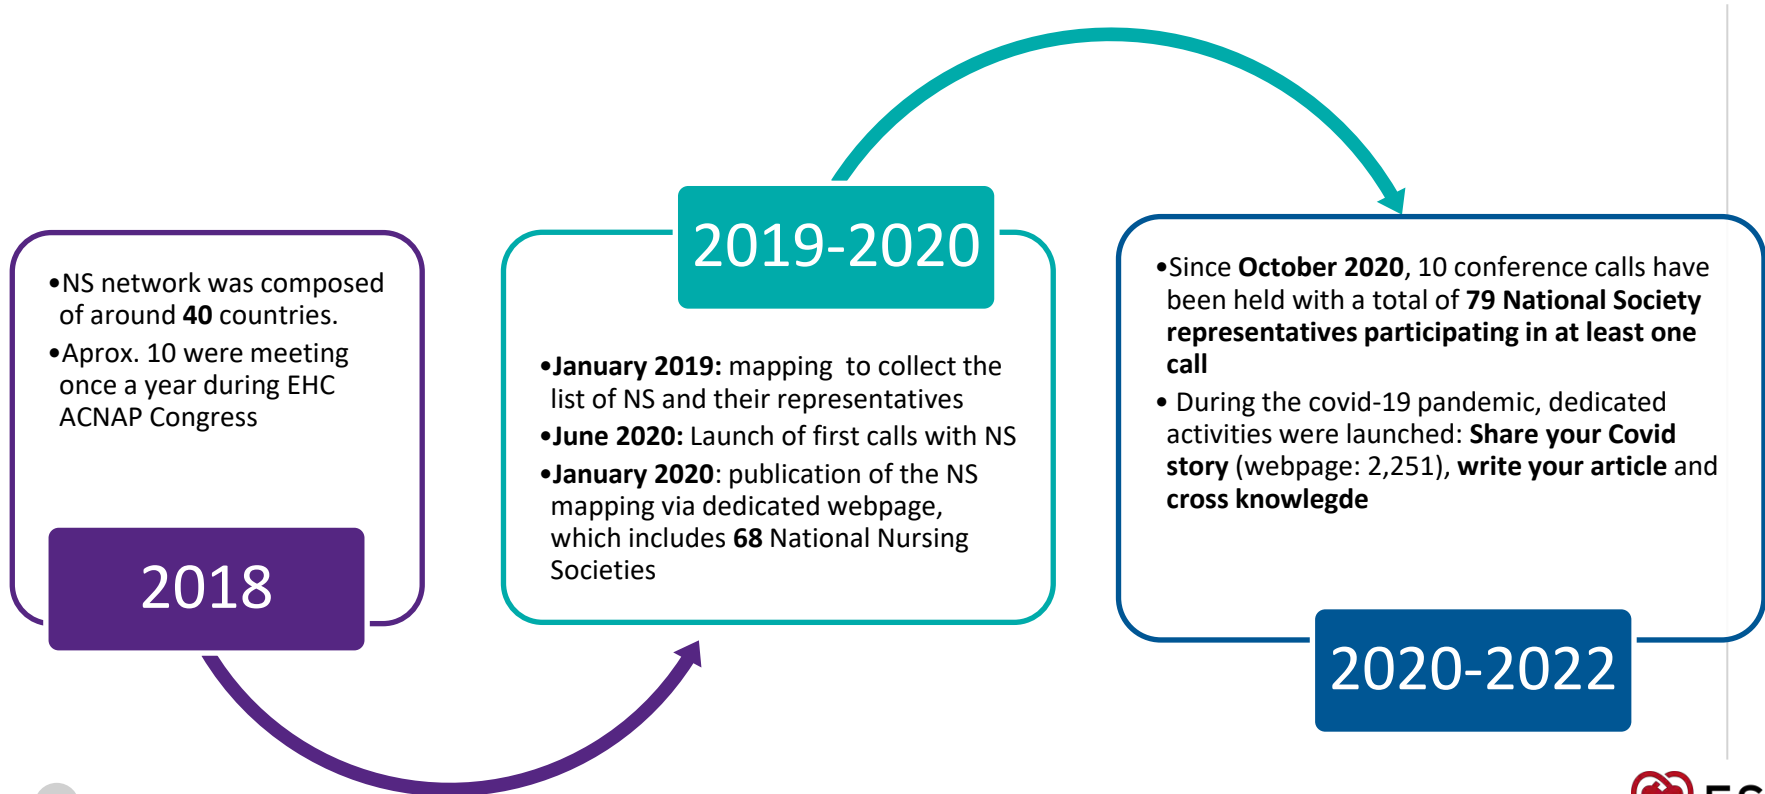 •NS network was composed
of around 40 countries.
•Aprox. 10 were meeting
once a year during EHC
ACNAP Congress
2018
2019-2020
•January 2019: mapping to collect the
list of NS and their representatives
•June 2020: Launch of first calls with NS
•January 2020: publication of the NS
mapping via dedicated webpage,
which includes 68 National Nursing
Societies
•Since October 2020, 10 conference calls have
been held with a total of 79 National Society
representatives participating in at least one
call
• During the covid-19 pandemic, dedicated
activities were launched: Share your Covid
story (webpage: 2,251), write your article and
cross knowlegde
2020-2022